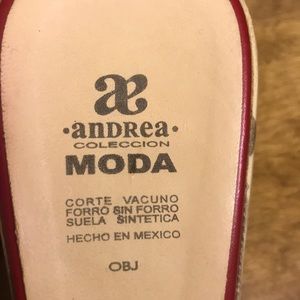 æ
•andrea•
COLECCION
MODA
CORTE VACUNO
FORRO SIN FORRO
SUELA SINTETICA
HECHO EN MEXICO
OBJ